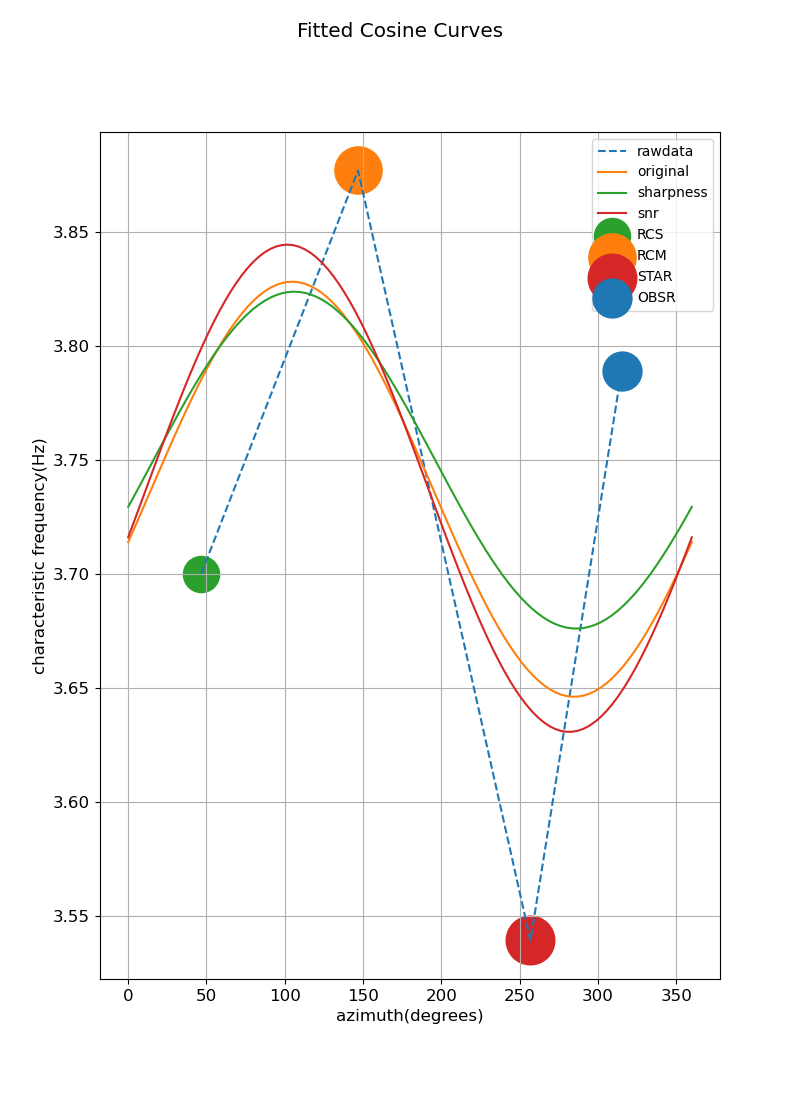 Fitted Cosine Curves
rawdata
original
sharpness
snr
RCS
RCM
STAR
OBSR
3.85
3.80
3.75
3.70
3.65
3.60
3.55
characteristic frequency(Hz)
0 50 100 150 200 250 300 350
azimuth(degrees)